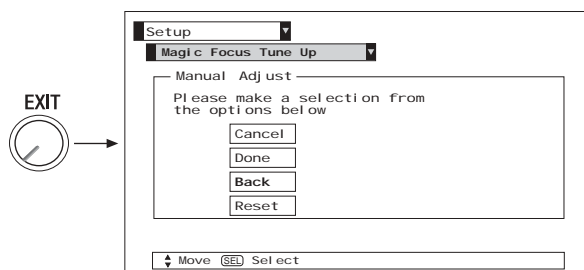 Setup
Magic Focus Tune Up
Manual Adjust
EXIT
Please make a selection from
the options below
Cancel
Done
Back
Reset
Move SEL Select